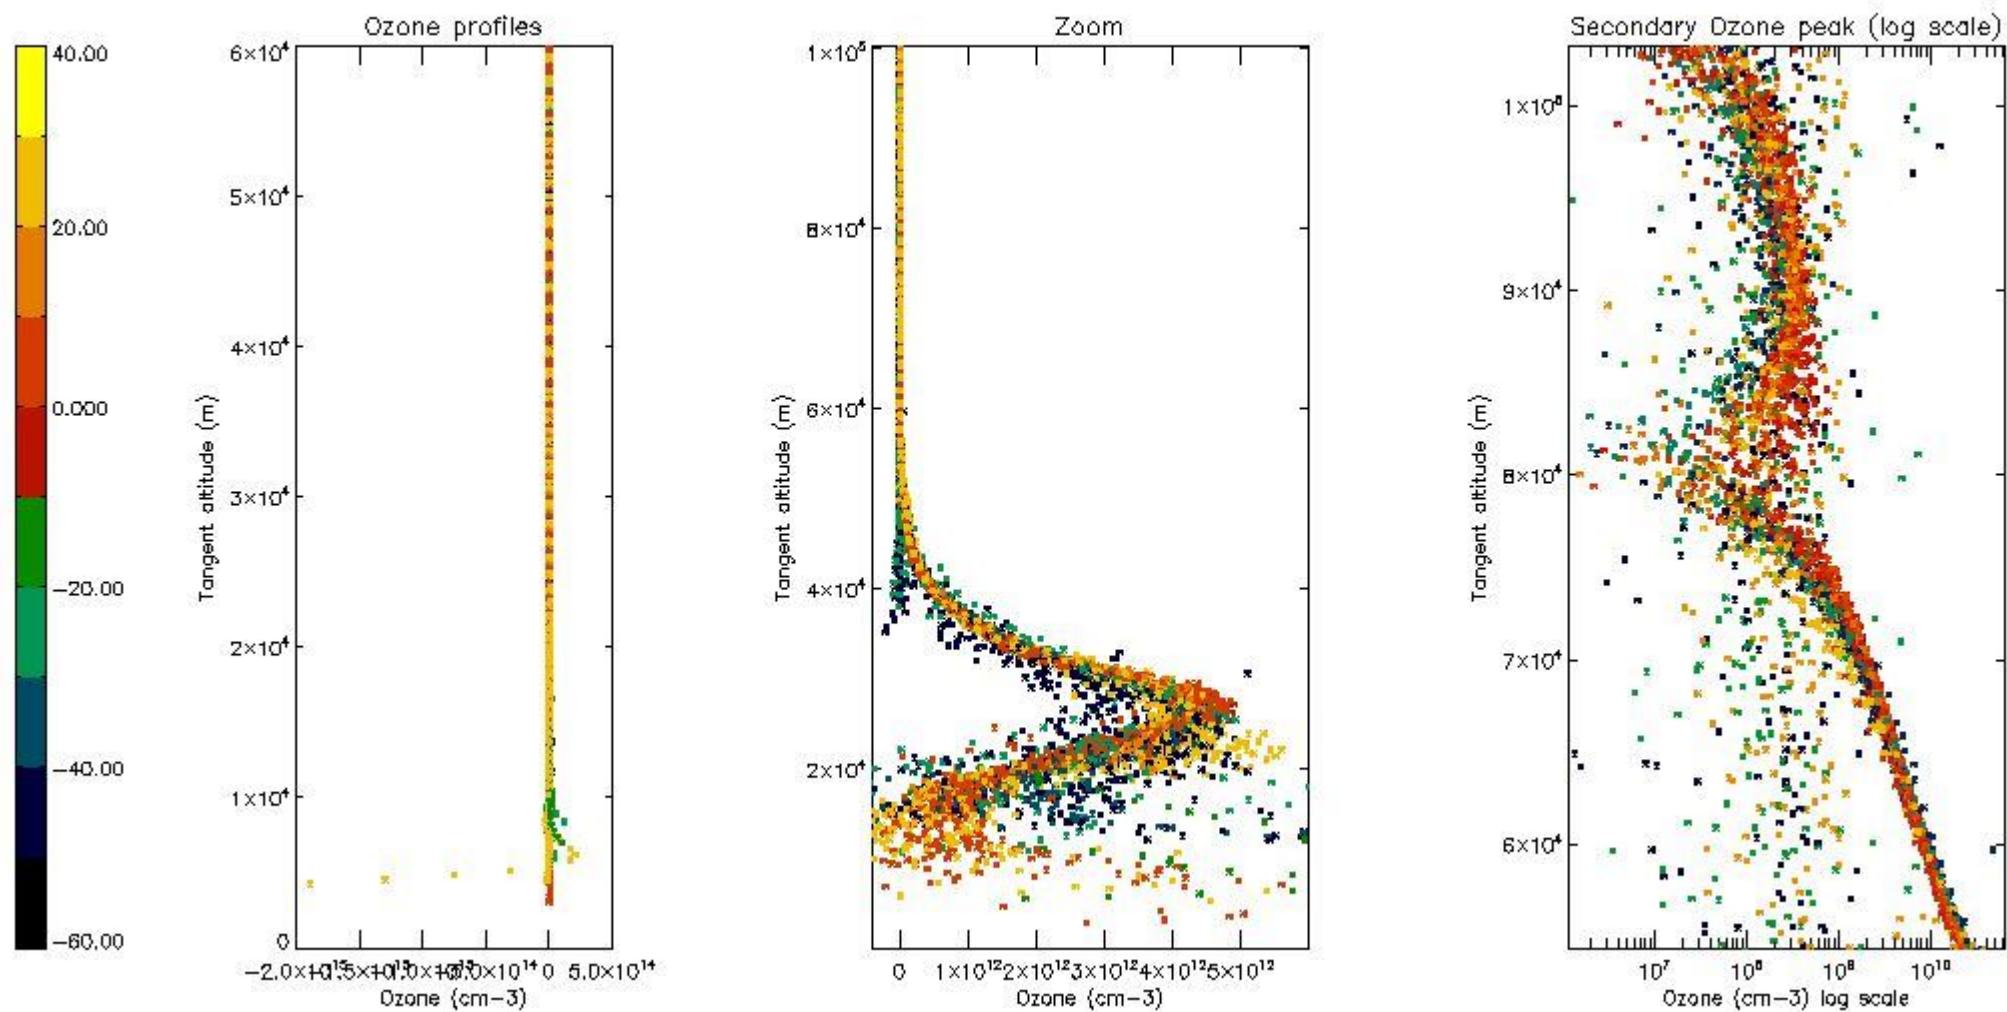 Ozone profiles
Zoom
Secondary Ozone peak (log scale)
40.00
20.00
0.000
−20.00
−40.00
−60.00
6×10⁴
5×10⁴
4×10⁴
3×10⁴
2×10⁴
1×10⁴
0
Tangent altitude (m)
5.0×10¹⁴
0
Ozone (cm−3)
1×10⁵
8×10⁴
6×10⁴
4×10⁴
2×10⁴
Tangent altitude (m)
0 1×10¹² 2×10¹² 3×10¹² 4×10¹² 5×10¹²
Ozone (cm−3)
9×10⁴
8×10⁴
7×10⁴
6×10⁴
Tangent altitude (m)
10⁷ 10¹⁰
Ozone (cm−3) log scale